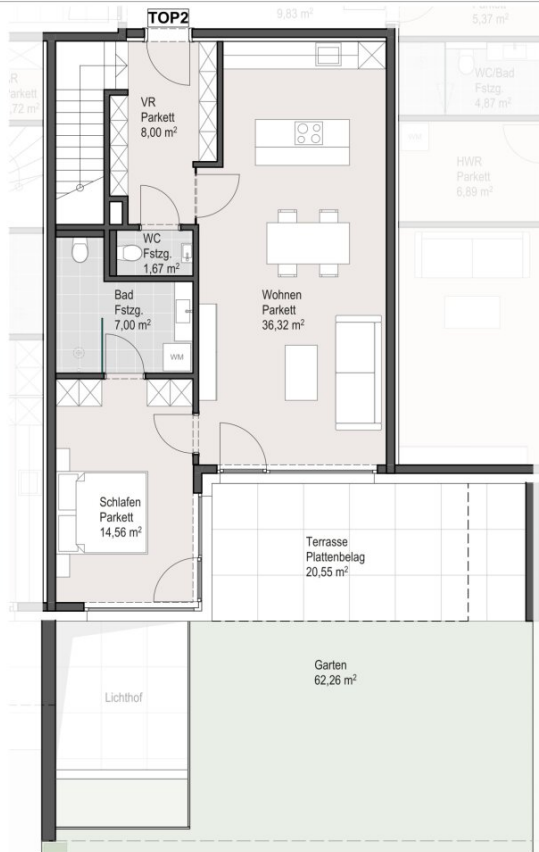 TOP2
9,83 m²
5,37 m²
WC/Bad
Fstzg.
4,87 m²
VR
Parkett
8,00 m²
WM
HWR
Parkett
6,89 m²
WC
Fstzg.
1,67 m²
Bad
Fstzg.
7,00 m²
WM
Wohnen
Parkett
36,32 m²
Schlafen
Parkett
14,56 m²
Terrasse
Plattenbelag
20,55 m²
Garten
62,26 m²
Lichthof